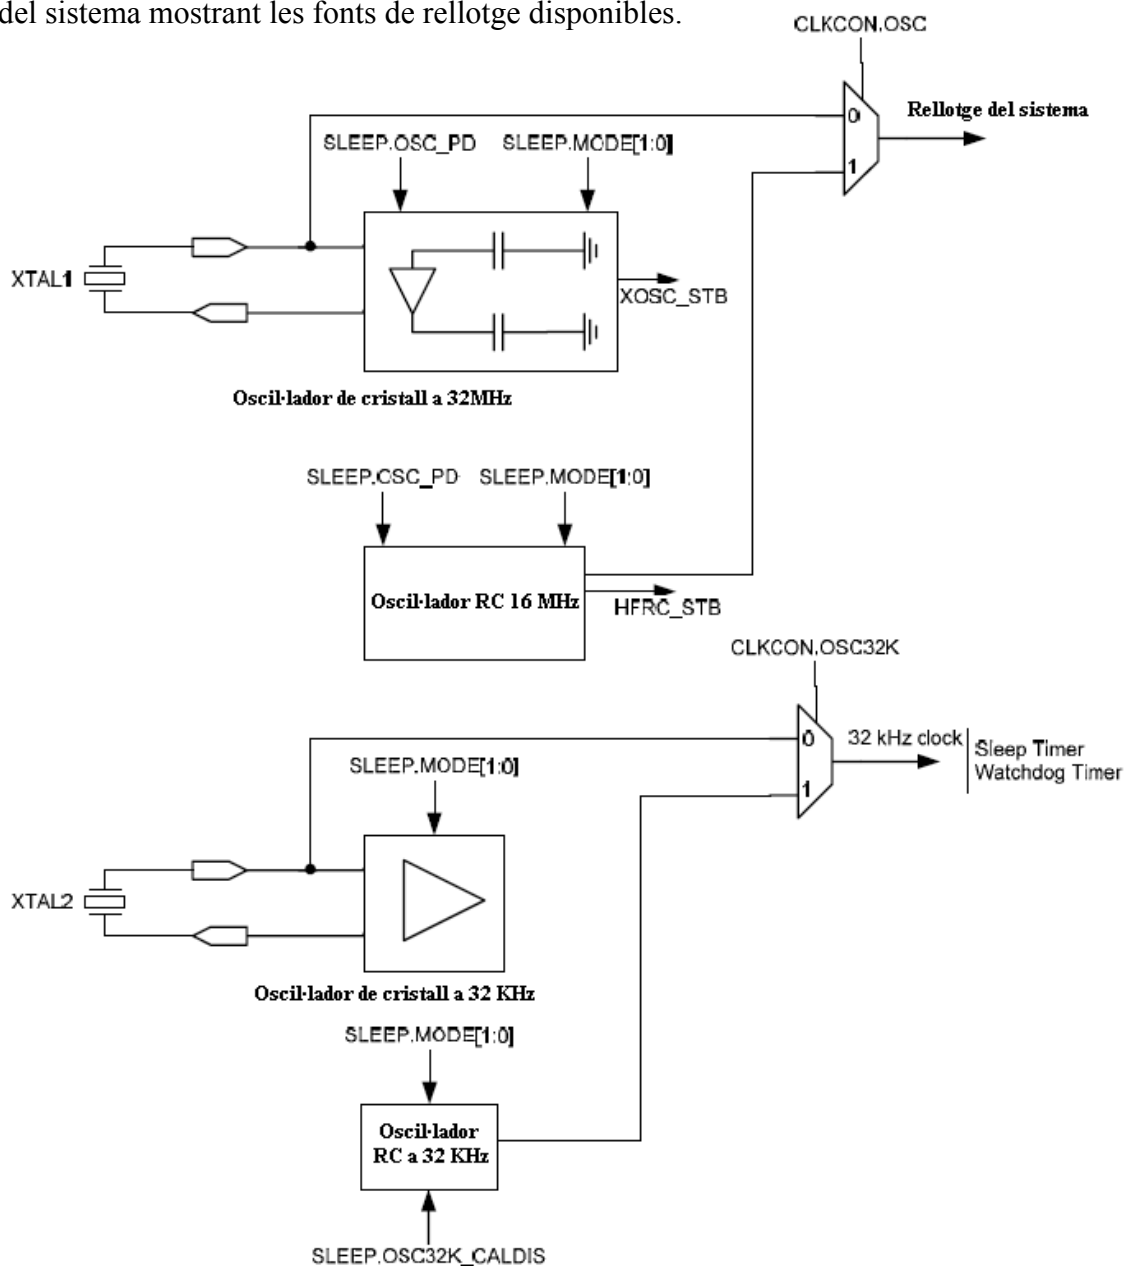 del sistema mostrant les fonts de rellotge disponibles.
CLKCON.OSC
0
Rellotge del sistema
SLEEP.OSC_PD
SLEEP.MODE[1:0]
1
XTAL1
XOSC_STB
Oscil·lador de cristall a 32MHz
SLEEP.OSC_PD
SLEEP.MODE[1:0]
Oscil·lador RC 16 MHz
HFRC_STB
CLKCON.OSC32K
0
32 kHz clock
Sleep Timer
Watchdog Timer
SLEEP.MODE[1:0]
1
XTAL2
Oscil·lador de cristall a 32 KHz
SLEEP.MODE[1:0]
Oscil·lador
RC a 32 KHz
SLEEP.OSC32K_CALDIS